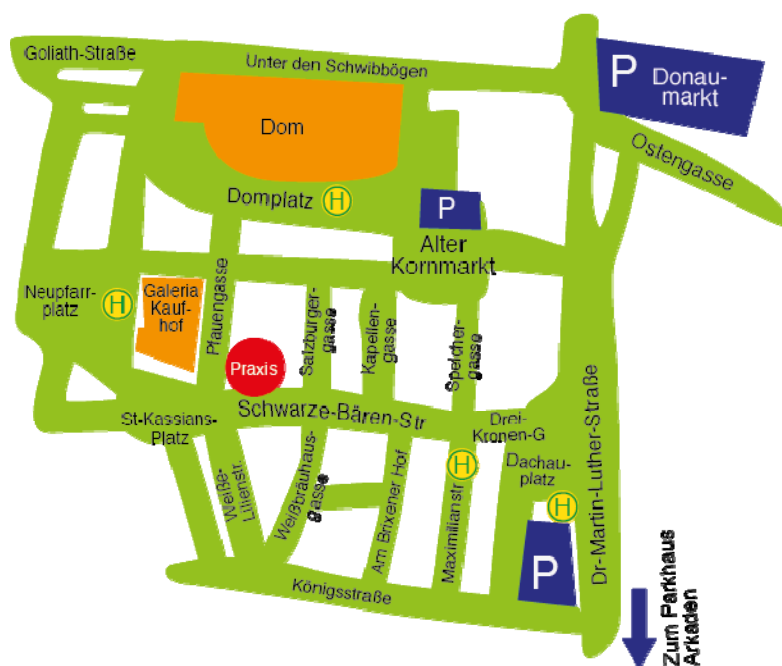 Goliath-Straße
Unter den Schwibbögen
P
Donau-
markt
Dom
Ostengasse
Domplatz
H
P
Alter
Kornmarkt
Neupfarr-
platz
H
Galeria
Kauf-
hof
Pfauengasse
Praxis
Salzburger-
gasse
Kapellen-
gasse
Speicher-
gasse
Dr-Martin-Luther-Straße
St-Kassians-
Platz
Schwarze-Bären-Str
Drei-
Kronen-G
Weiße-
Lilienstr.
Weißbräuhaus-
gasse
Am Brixener Hof
H
Maximilianstr
Dachau-
platz
H
P
Königsstraße
Zum Parkhaus
Arkaden